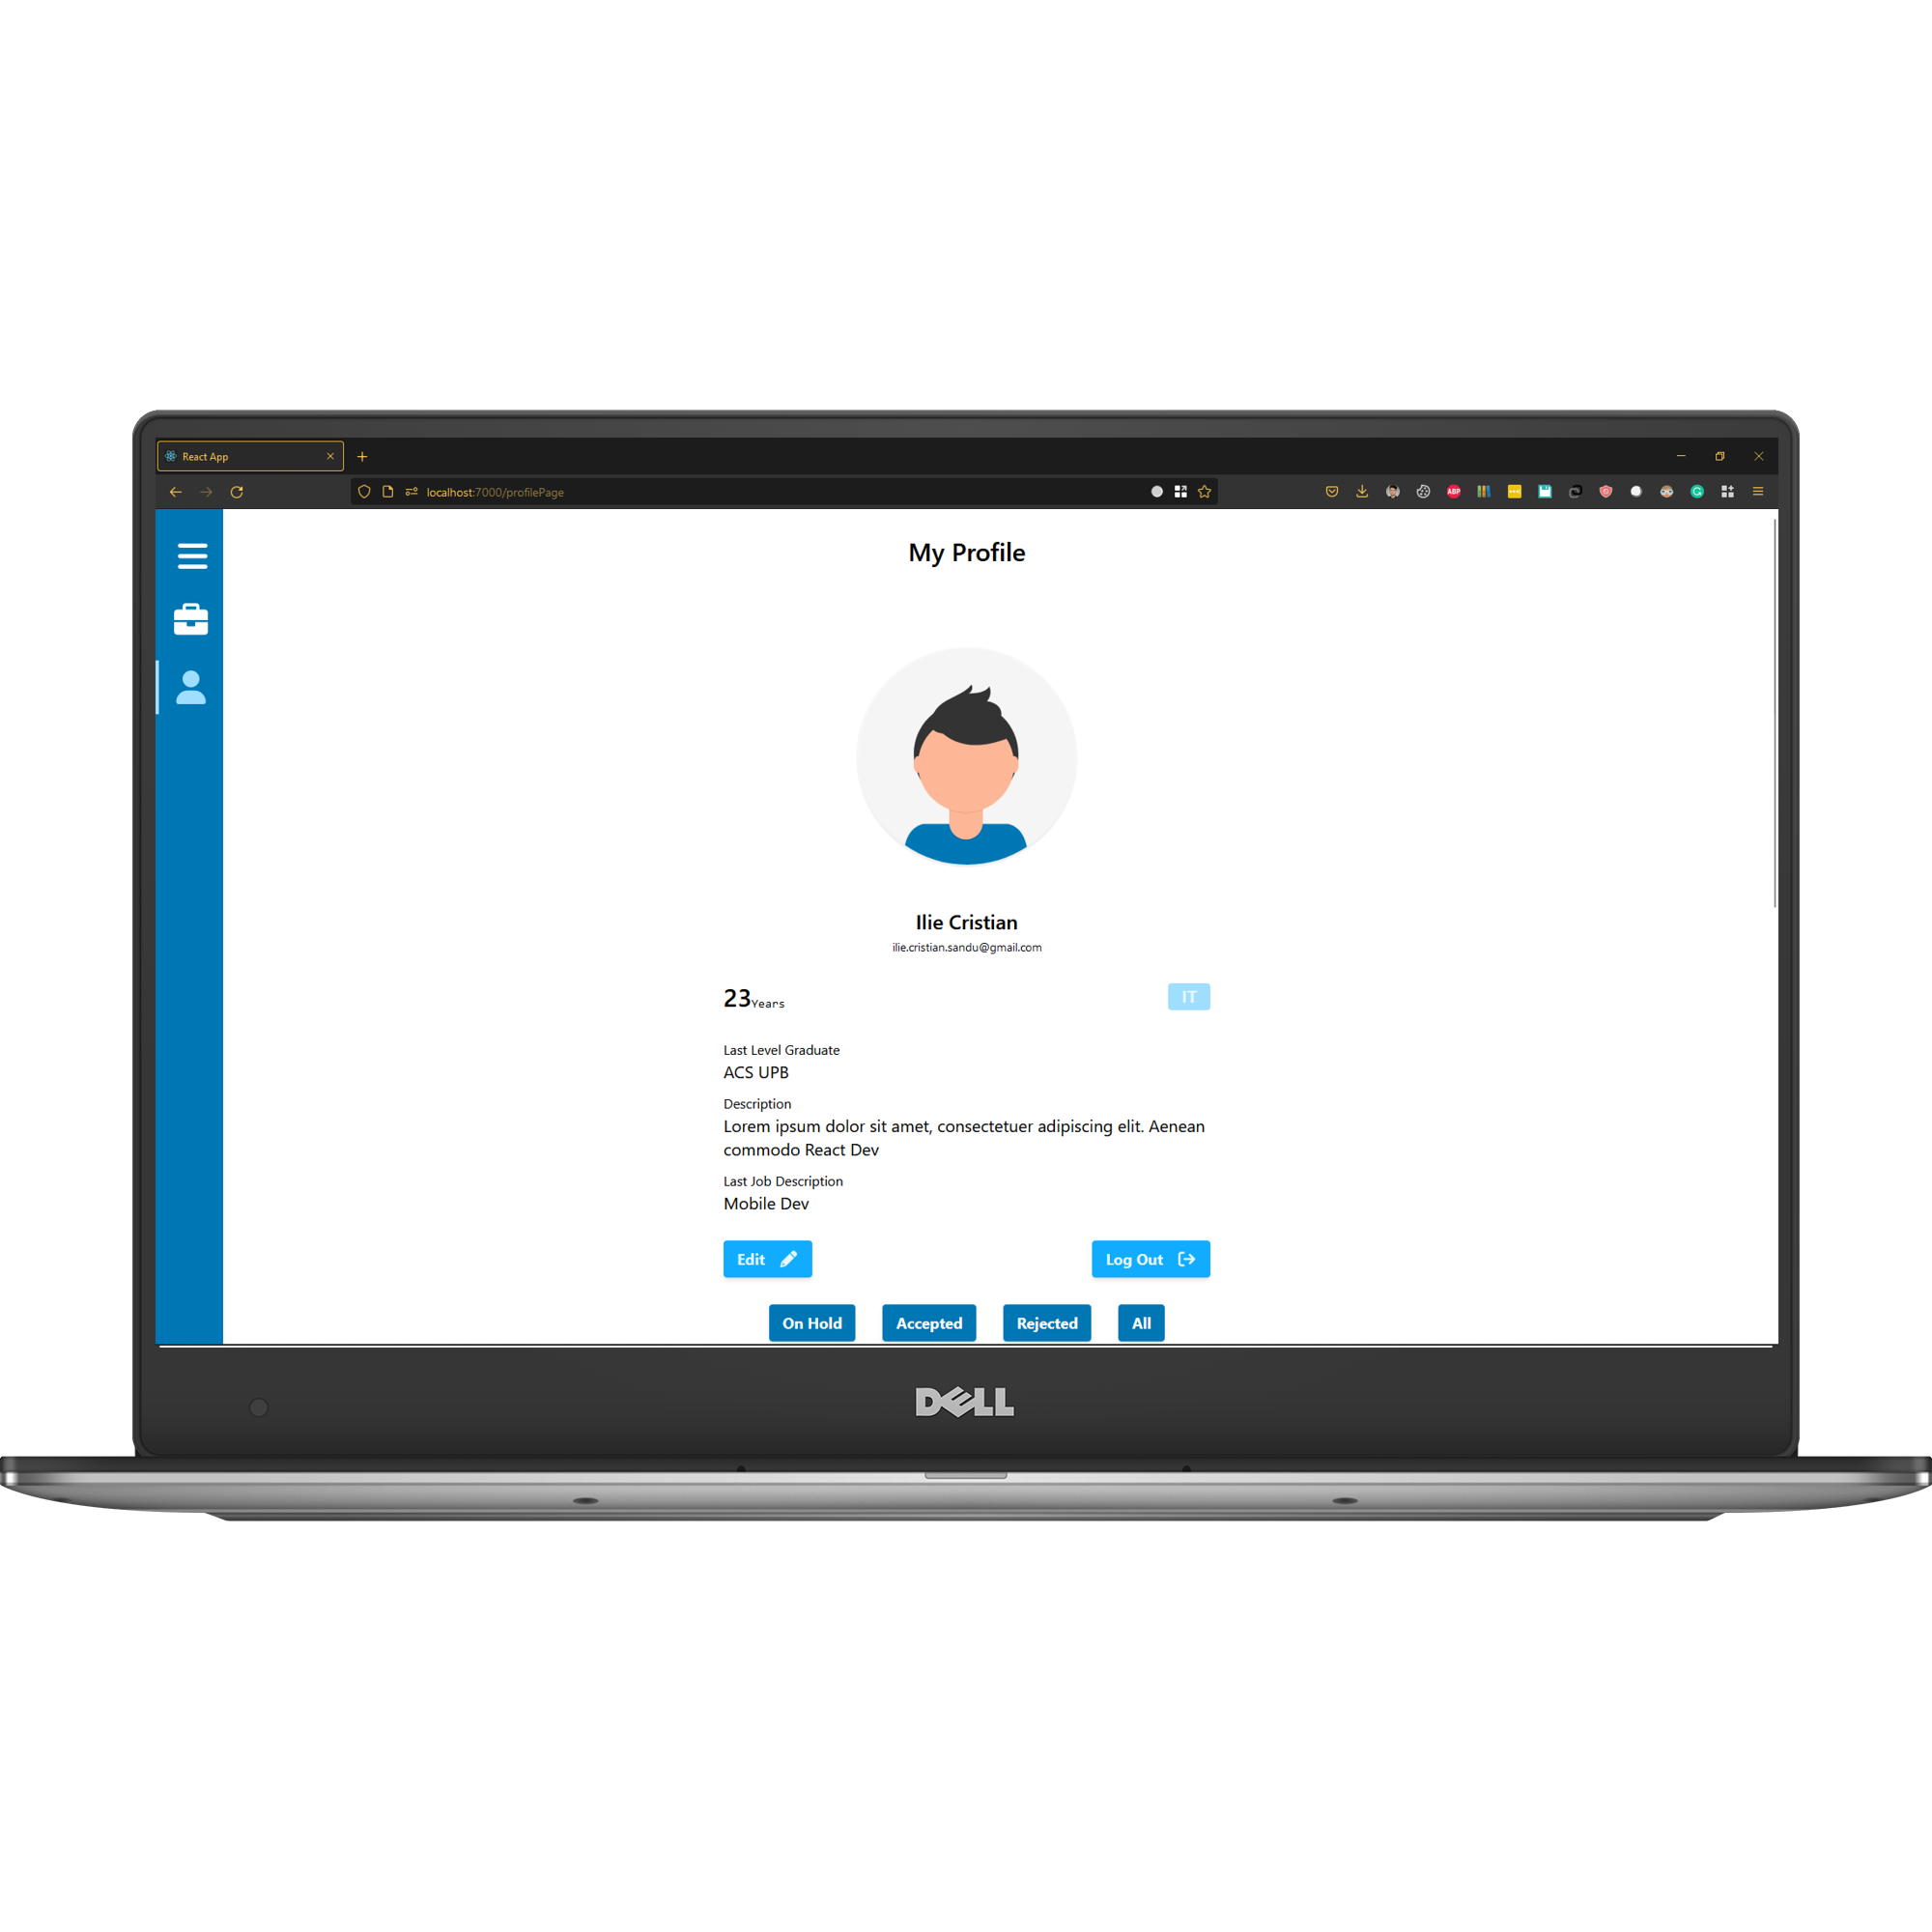 React App
localhost:7000/profilePage
ABP
My Profile
Ilie Cristian
ilie.cristian.sandu@gmail.com
23Years
IT
Last Level Graduate
ACS UPB
Description
Lorem ipsum dolor sit amet, consectetuer adipiscing elit. Aenean
commodo React Dev
Last Job Description
Mobile Dev
Edit
Log Out
On Hold
Accepted
Rejected
All
DELL